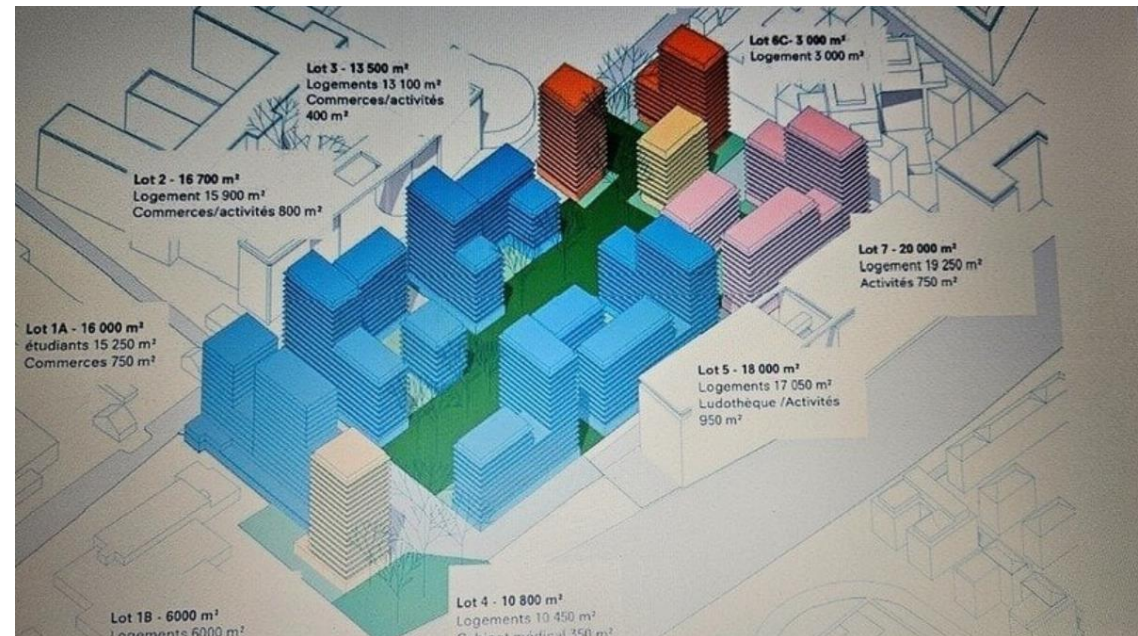 Lot 3 - 13 500 m²
Logements 13 100 m²
Commerces/activités
400 m²
Lot 6C- 3 000 m²
Logement 3 000 m²
Lot 2 - 16 700 m²
Logement 15 900 m²
Commerces/activités 800 m²
Lot 7 - 20 000 m²
Logement 19 250 m²
Activités 750 m²
Lot 1A - 16 000 m²
étudiants 15 250 m²
Commerces 750 m²
Lot 5 - 18 000 m²
Logements 17 050 m²
Ludothèque /Activités
950 m²
Lot 1B - 6000 m²
Logements 6000 m²
Lot 4 - 10 800 m²
Logements 10 450 m²
Cabinet médical 350 m²